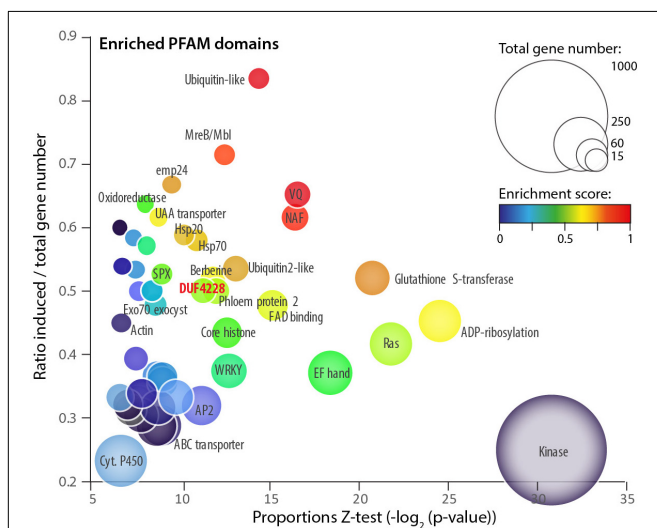 Enriched PFAM domains
Total gene number:
1000
250
60
15
Enrichment score:
0 0.5 1
Ratio induced / total gene number
0.9
0.8
0.7
0.6
0.5
0.4
0.3
0.2
Ubiquitin-like
MreB/Mbl
emp24
Oxidoreductase
VQ
UAA transporter
NAF
Hsp20
Hsp70
SPX
Berberine
Ubiquitin2-like
Glutathione S-transferase
DUF4228
Phloem protein 2
Exo70 exocyst
FAD binding
Actin
Core histone
ADP-ribosylation
Ras
WRKY
EF hand
AP2
ABC transporter
Cyt. P450
Kinase
5 10 15 20 25 30 35
Proportions Z-test (-log2 (p-value))